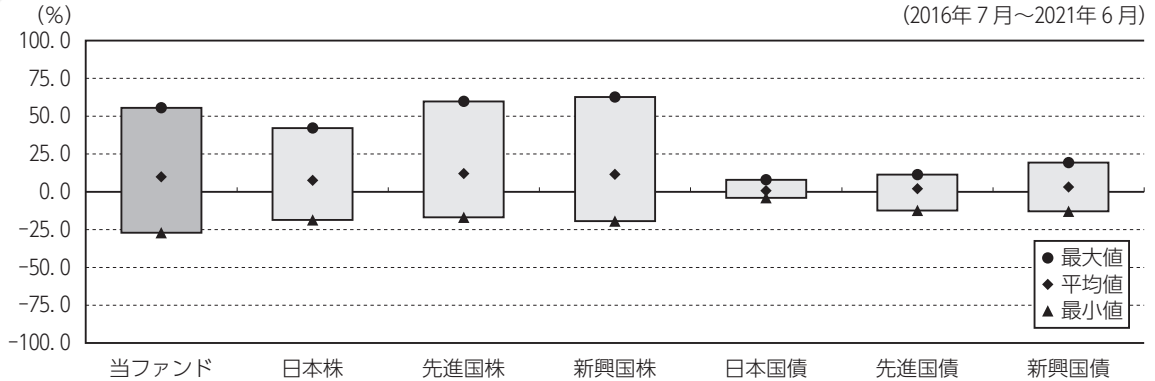 (%)
(2016年7月～2021年6月)
100.0
75.0
50.0
25.0
0.0
-25.0
-50.0
-75.0
-100.0
● 最大値
◆ 平均値
▲ 最小値
当ファンド 日本株 先進国株 新興国株 日本国債 先進国債 新興国債